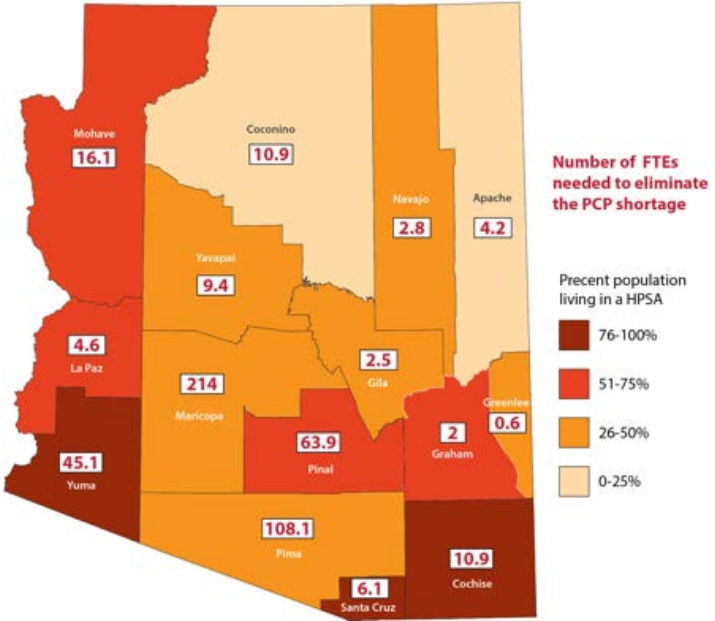 Mohave
16.1
Coconino
10.9
Navajo
2.8
Apache
4.2
Number of FTEs
needed to eliminate
the PCP shortage
Yavapai
9.4
Precent population
living in a HPSA
76-100%
51-75%
26-50%
0-25%
4.6
La Paz
2.5
Gila
214
Maricopa
Greenlee
0.6
63.9
Pinal
2
Graham
45.1
Yuma
108.1
Pima
10.9
Cochise
6.1
Santa Cruz